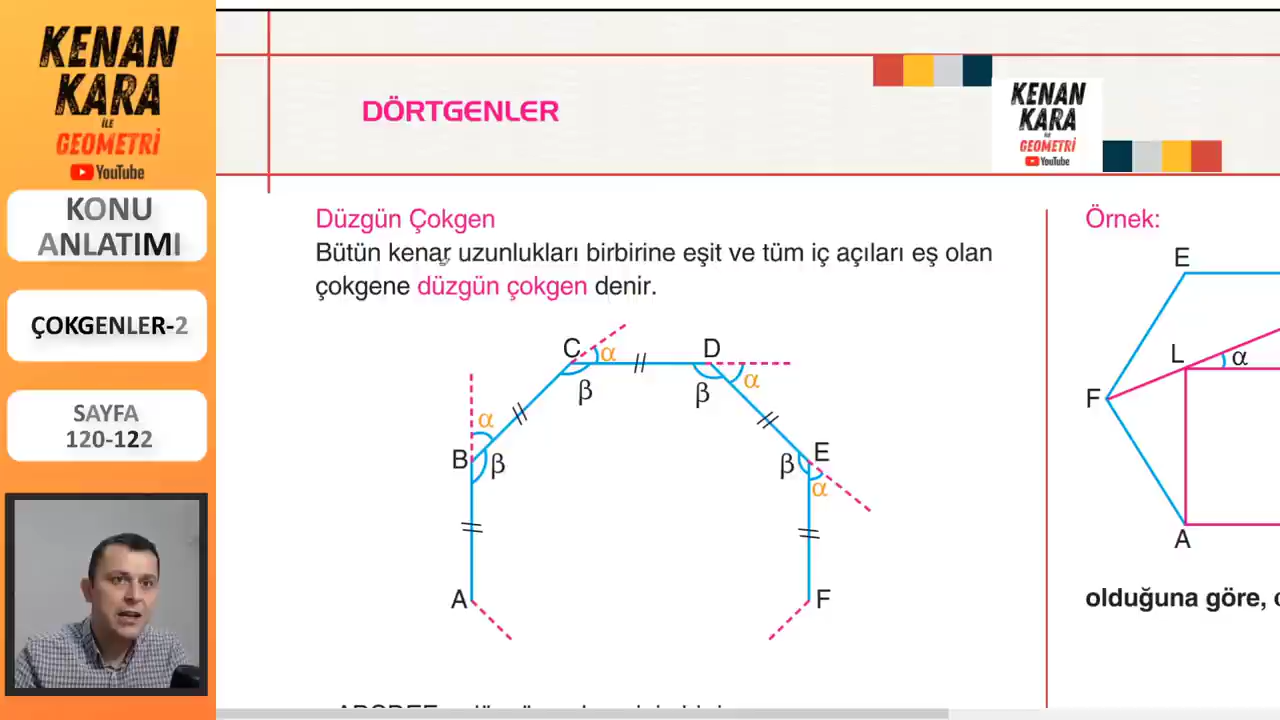 KENAN
KARA
İLE
GEOMETRİ
YouTube
KONU
ANLATIMI
ÇOKGENLER-2
SAYFA
120-122
DÖRTGENLER
KENAN
KARA
İLE
GEOMETRİ
YouTube
Düzgün Çokgen
Bütün kenar uzunlukları birbirine eşit ve tüm iç açıları eş olan
çokgene düzgün çokgen denir.
C α D
β β α
α
B β β E
α
A F
Örnek:
E
L α
F
A
olduğuna göre,